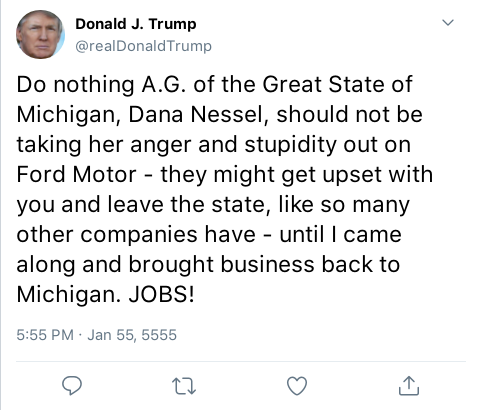 Donald J. Trump
@realDonaldTrump
Do nothing A.G. of the Great State of
Michigan, Dana Nessel, should not be
taking her anger and stupidity out on
Ford Motor - they might get upset with
you and leave the state, like so many
other companies have - until I came
along and brought business back to
Michigan. JOBS!
5:55 PM · Jan 55, 5555